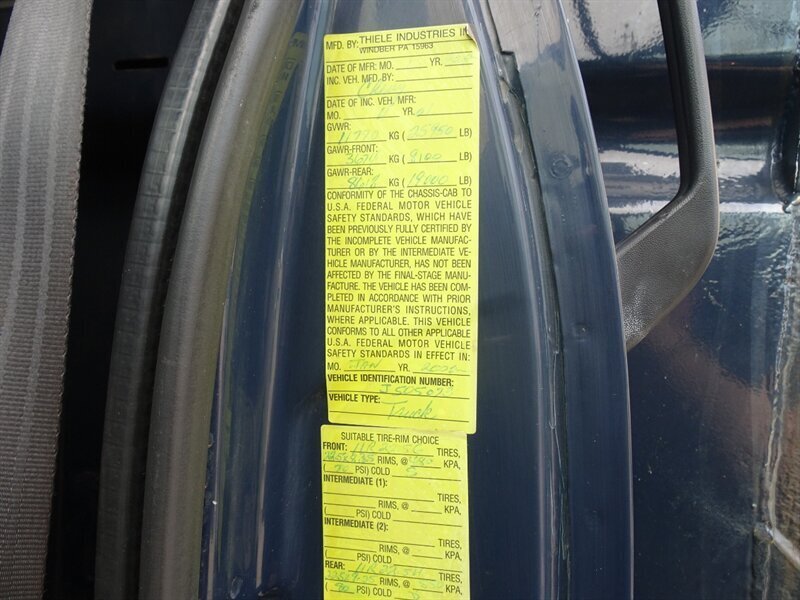 MFD. BY: THIELE INDUSTRIES
WINDBER PA 15963
DATE OF MFR: MO. YR.
INC. VEH. MFD. BY:
DATE OF INC. VEH. MFR:
MO. YR.
GVWR:
11770 KG ( 25950 LB)
GAWR-FRONT:
KG ( 9100 LB)
GAWR-REAR:
8618 KG ( 19000 LB)
CONFORMITY OF THE CHASSIS-CAB TO
U.S.A. FEDERAL MOTOR VEHICLE
SAFETY STANDARDS, WHICH HAVE
BEEN PREVIOUSLY FULLY CERTIFIED BY
THE INCOMPLETE VEHICLE MANUFAC-
TURER OR BY THE INTERMEDIATE VE-
HICLE MANUFACTURER, HAS NOT BEEN
AFFECTED BY THE FINAL-STAGE MANU-
FACTURE. THE VEHICLE HAS BEEN COM-
PLETED IN ACCORDANCE WITH PRIOR
MANUFACTURER'S INSTRUCTIONS,
WHERE APPLICABLE. THIS VEHICLE
CONFORMS TO ALL OTHER APPLICABLE
U.S.A. FEDERAL MOTOR VEHICLE
SAFETY STANDARDS IN EFFECT IN:
MO. JAN YR.
VEHICLE IDENTIFICATION NUMBER:
VEHICLE TYPE: Truck
SUITABLE TIRE-RIM CHOICE
FRONT: TIRES,
RIMS, @ KPA,
( PSI) COLD
INTERMEDIATE (1):
TIRES,
RIMS, @ KPA,
( PSI) COLD
INTERMEDIATE (2):
TIRES,
RIMS, @ KPA,
( PSI) COLD
REAR: TIRES,
RIMS, @ KPA,
( PSI) COLD